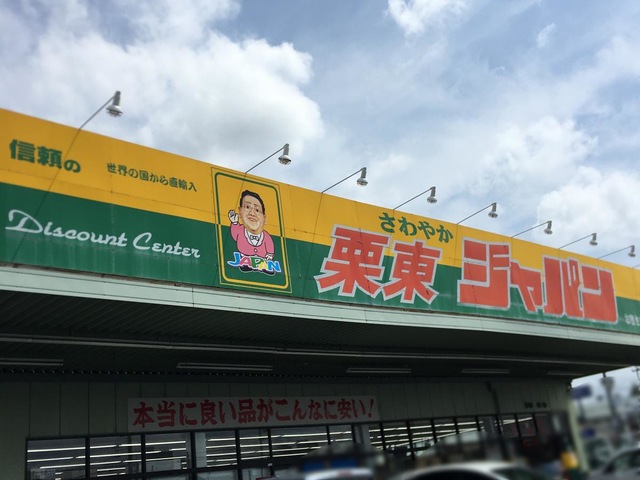 信頼の
世界の国から直輸入
Discount Center
JAPAN
さわやか
栗東 ジャパン
本当に良い品がこんなに安い!